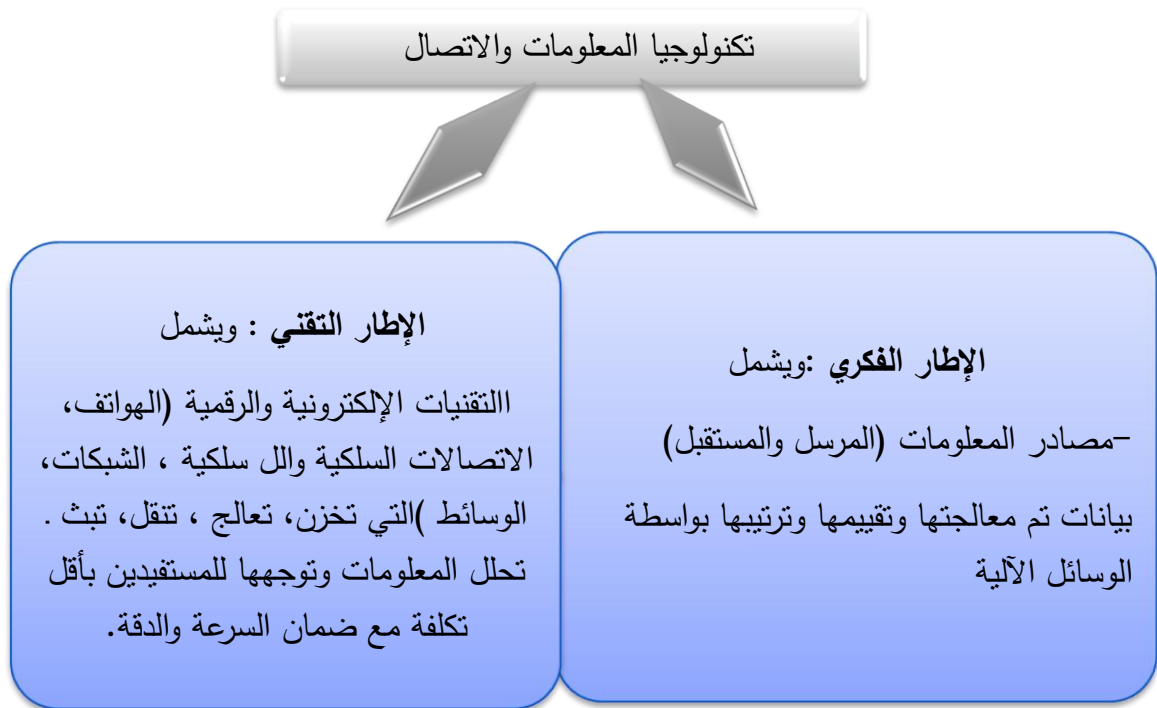 تكنولوجيا المعلومات والاتصال
الإطار الفكري :ويشمل
–مصادر المعلومات (المرسل والمستقبل)
بيانات تم معالجتها وتقييمها وترتيبها بواسطة
الوسائل الآلية
الإطار التقني : ويشمل
االتقنيات الإلكترونية والرقمية (الهواتف،
الاتصالات السلكية والل سلكية ، الشبكات،
الوسائط )التي تخزن، تعالج ، تنقل، تبث .
تحلل المعلومات وتوجهها للمستفيدين بأقل
تكلفة مع ضمان السرعة والدقة.